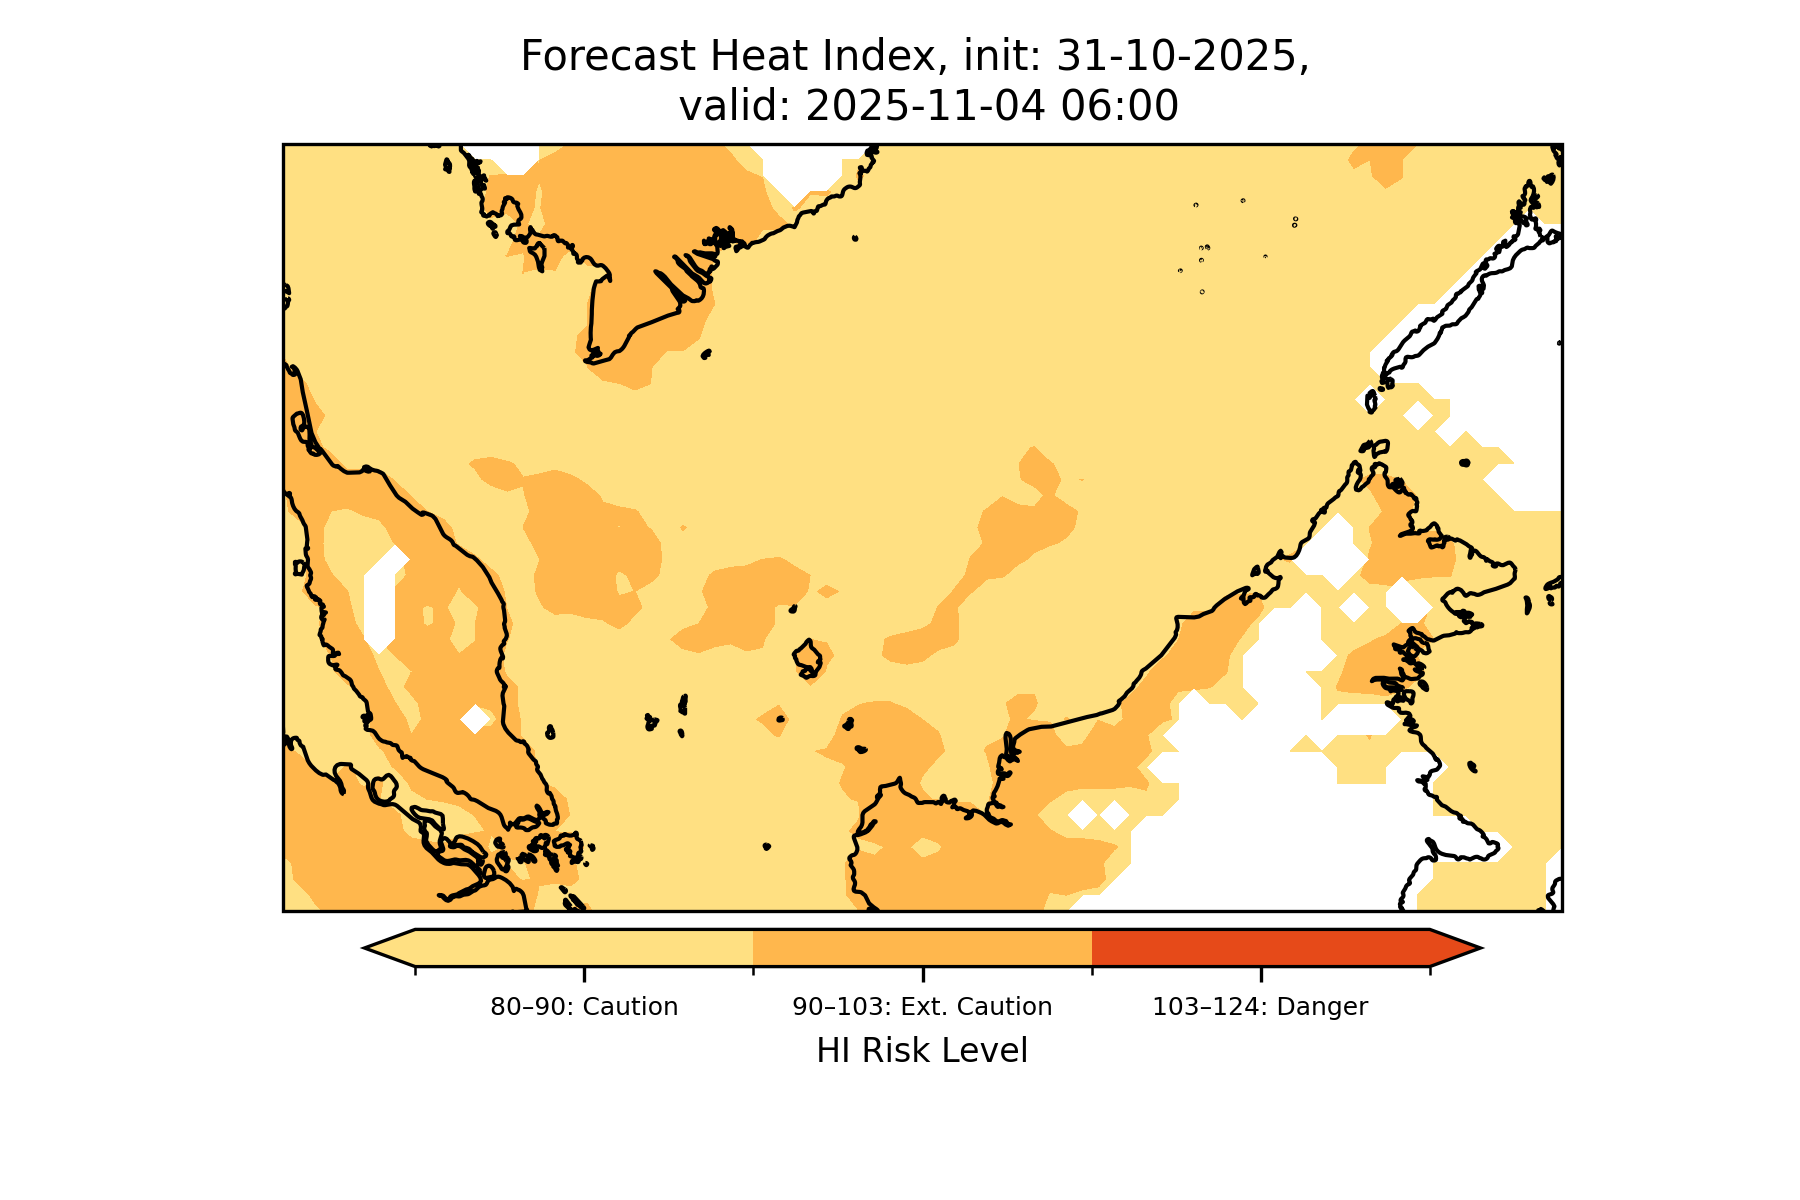 Forecast Heat Index, init: 31-10-2025,
valid: 2025-11-04 06:00
80–90: Caution
90–103: Ext. Caution
103–124: Danger
HI Risk Level